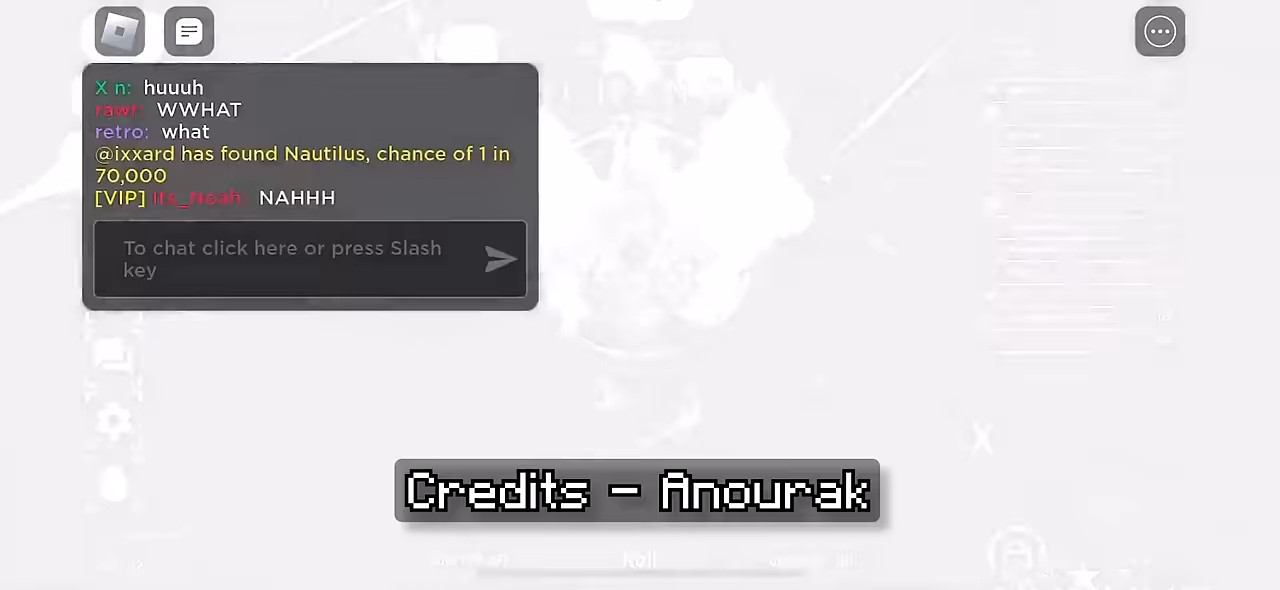 X n: huuuh
rawr: WWHAT
retro: what
@ixxard has found Nautilus, chance of 1 in
70,000
[VIP] Its_Noah: NAHHH
To chat click here or press Slash
key
Credits - Anourak
Roll